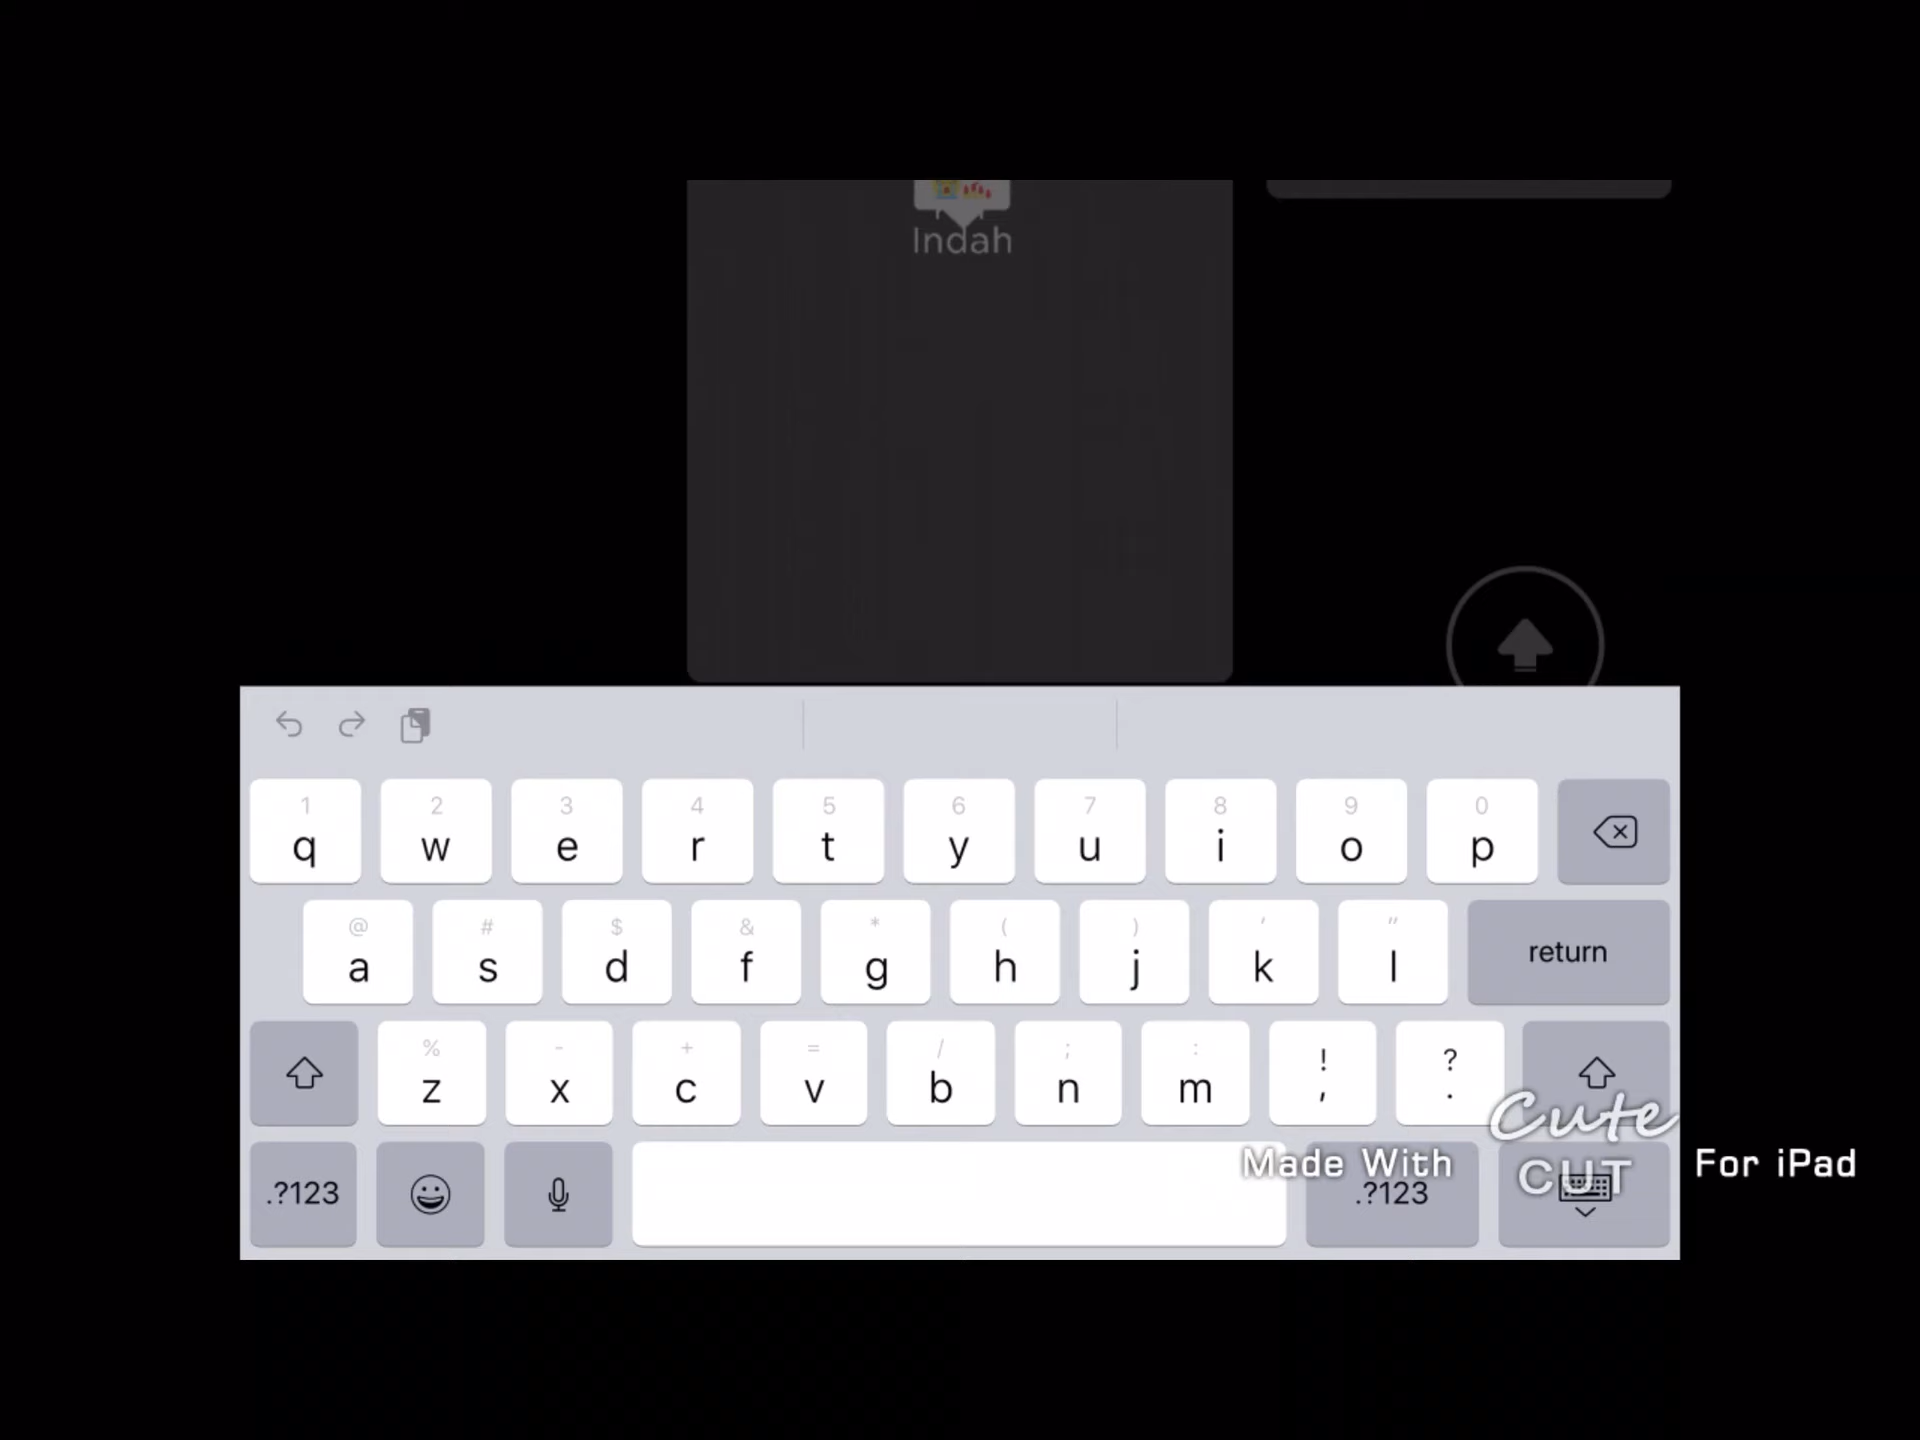 Indah
1 2 3 4 5 6 7 8 9 0
q w e r t y u i o p
@ # $ & * ( ) ' "
a s d f g h j k l return
% - + = / ; : ! ?
z x c v b n m , .
.?123 .?123
Made With Cute CUT For iPad